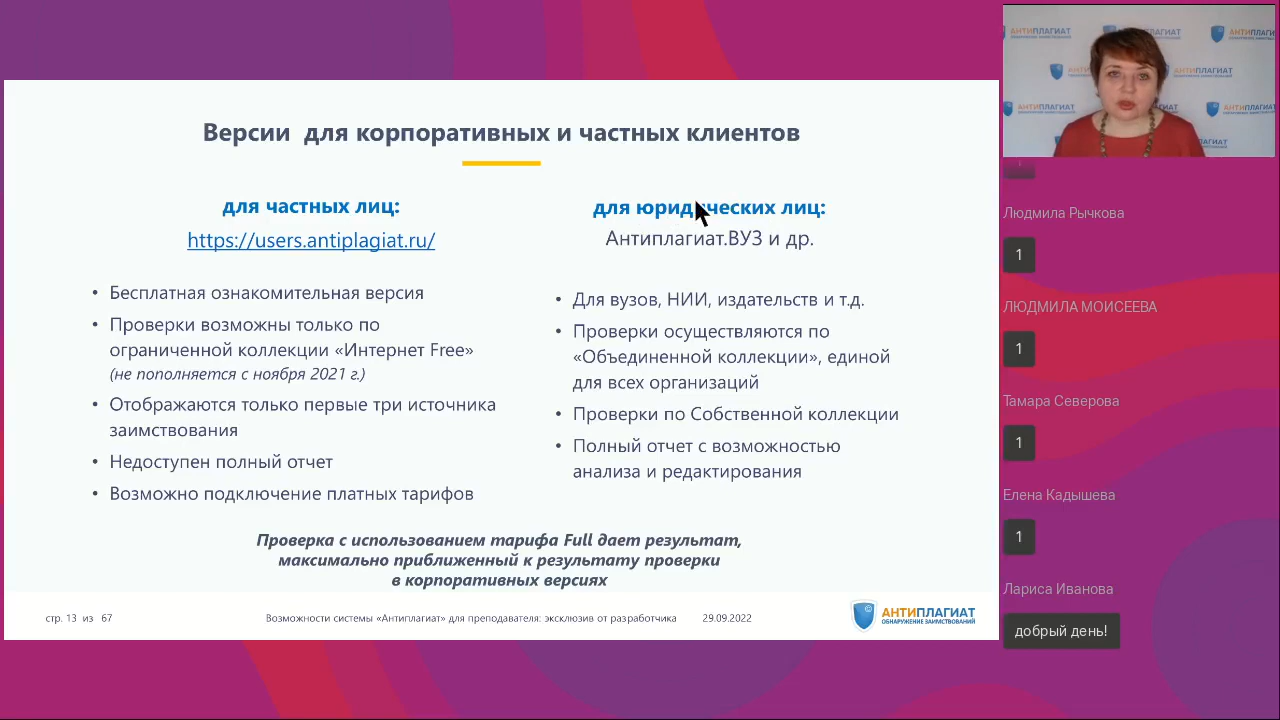 Версии для корпоративных и частных клиентов
для частных лиц:
https://users.antiplagiat.ru/
• Бесплатная ознакомительная версия
• Проверки возможны только по
ограниченной коллекции «Интернет Free»
(не пополняется с ноября 2021 г.)
• Отображаются только первые три источника
заимствования
• Недоступен полный отчет
• Возможно подключение платных тарифов
для юридических лиц:
Антиплагиат.ВУЗ и др.
• Для вузов, НИИ, издательств и т.д.
• Проверки осуществляются по
«Объединенной коллекции», единой
для всех организаций
• Проверки по Собственной коллекции
• Полный отчет с возможностью
анализа и редактирования
Проверка с использованием тарифа Full дает результат,
максимально приближенный к результату проверки
в корпоративных версиях
стр. 13 из 67
Возможности системы «Антиплагиат» для преподавателя: эксклюзив от разработчика
29.09.2022
АНТИПЛАГИАТ
ОБНАРУЖЕНИЕ ЗАИМСТВОВАНИЙ
АНТИПЛАГИАТ
1
Людмила Рычкова
1
ЛЮДМИЛА МОИСЕЕВА
1
Тамара Северова
1
Елена Кадышева
1
Лариса Иванова
добрый день!